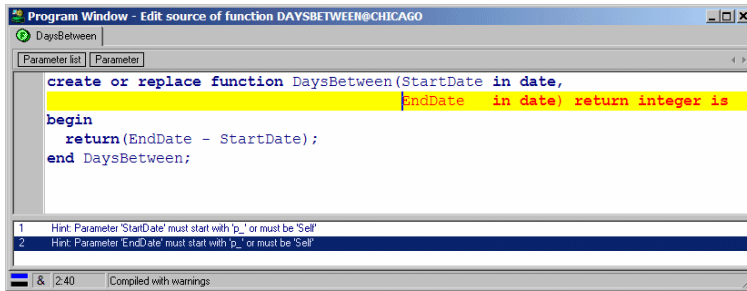 Program Window - Edit source of function DAYSBETWEEN@CHICAGO
DaysBetween
Parameter list Parameter
create or replace function DaysBetween(StartDate in date,
EndDate in date) return integer is
begin
return(EndDate - StartDate);
end DaysBetween;
1 Hint: Parameter 'StartDate' must start with 'p_' or must be 'Self'
2 Hint: Parameter 'EndDate' must start with 'p_' or must be 'Self'
& 2:40 Compiled with warnings